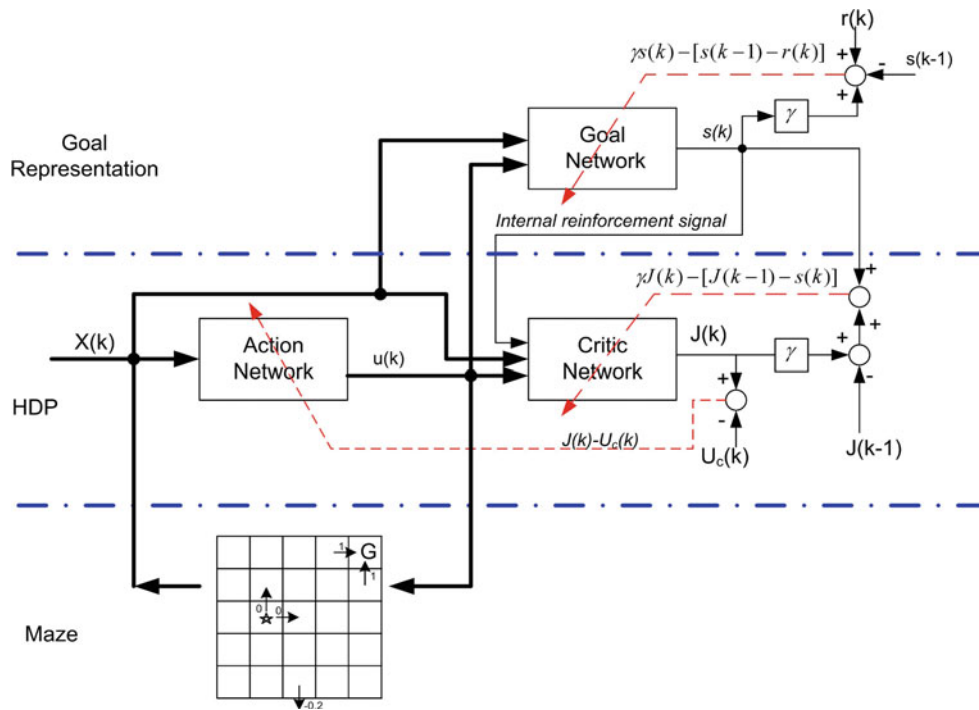 r(k)
γs(k)−[s(k−1)−r(k)]
+
-
s(k-1)
+
γ
Goal
Representation
Goal
Network
s(k)
Internal reinforcement signal
γJ(k)−[J(k−1)−s(k)]
+
+
X(k)
Action
Network
u(k)
Critic
Network
J(k)
γ
+
-
+
-
HDP
J(k)-Uc(k)
Uc(k)
J(k-1)
1
G
1
0
0
Maze
-0.2